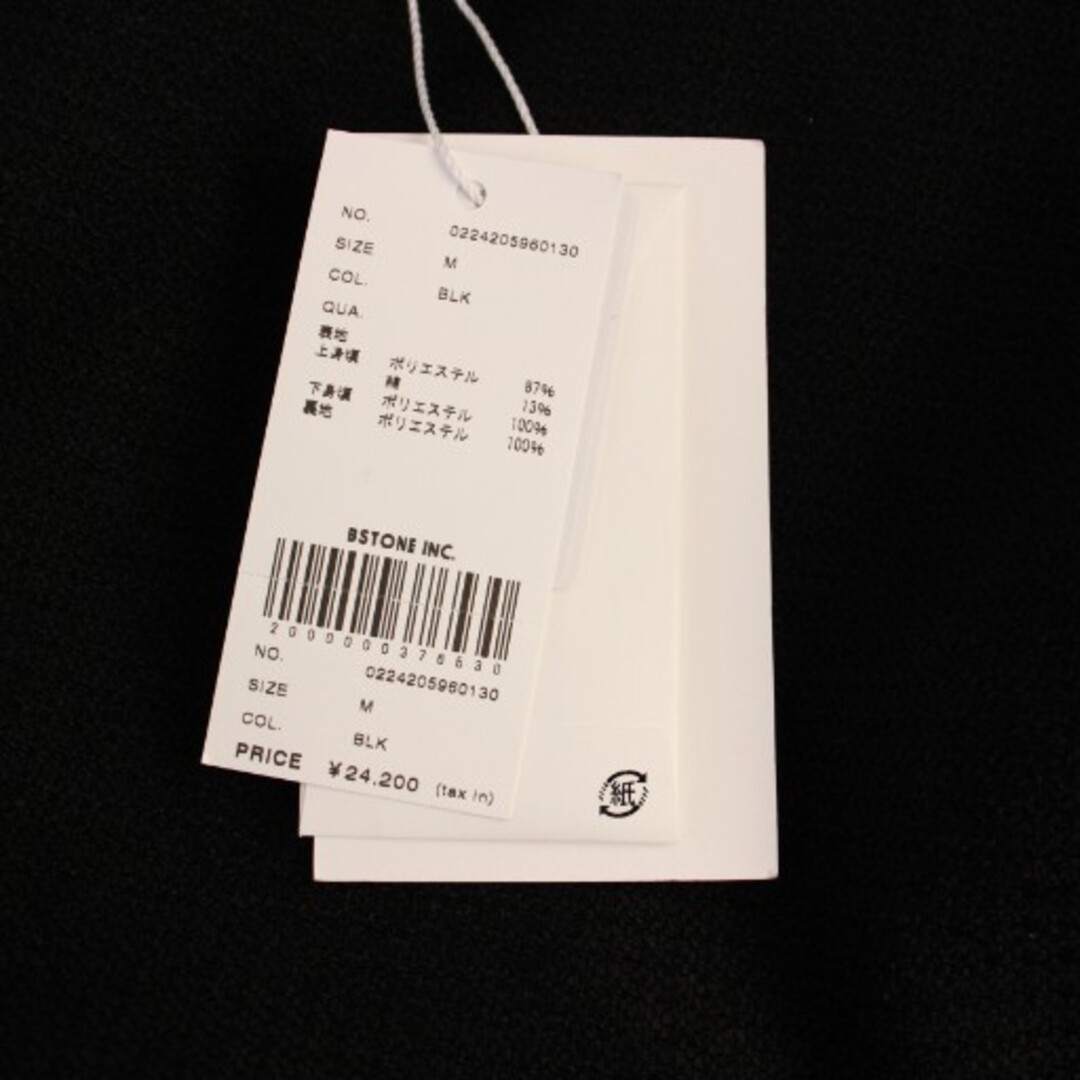 NO. 0224205960130
SIZE M
COL. BLK
QUA.
表地
上身頃 ポリエステル 87%
綿 13%
下身頃 ポリエステル 100%
裏地 ポリエステル 100%
BSTONE INC.
2000000376530
NO. 0224205960130
SIZE M
COL. BLK
PRICE ¥24,200 (tax in)
紙